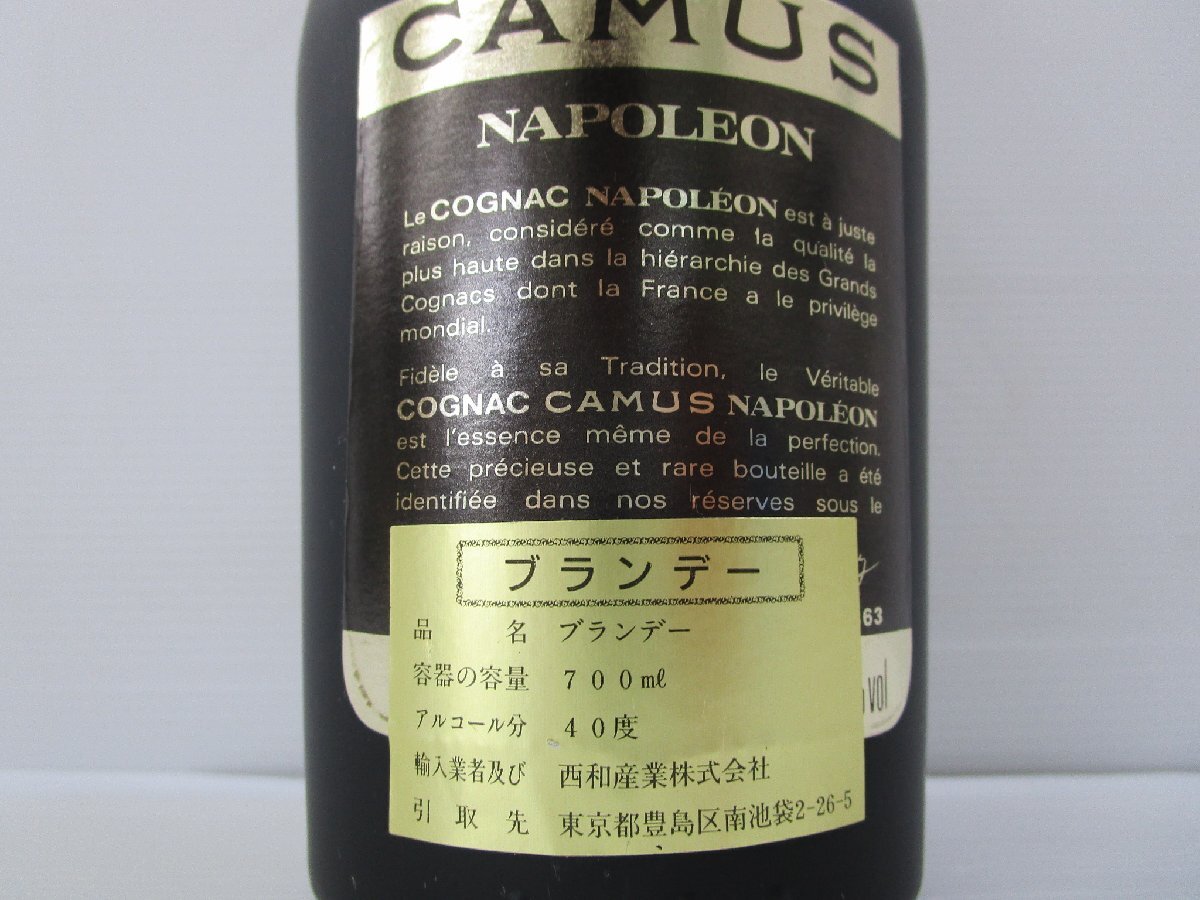 CAMUS
NAPOLEON
Le COGNAC NAPOLÉON est à juste
raison, considéré comme la qualité la
plus haute dans la hiérarchie des Grands
Cognacs dont la France a le privilège
mondial.
Fidèle à sa Tradition, le Véritable
COGNAC CAMUS NAPOLÉON
est l'essence même de la perfection.
Cette précieuse et rare bouteille a été
identifiée dans nos réserves sous le
63
vol
ブランデー
品名 ブランデー
容器の容量 700ml
アルコール分 40度
輸入業者及び 西和産業株式会社
引取先 東京都豊島区南池袋2-26-5